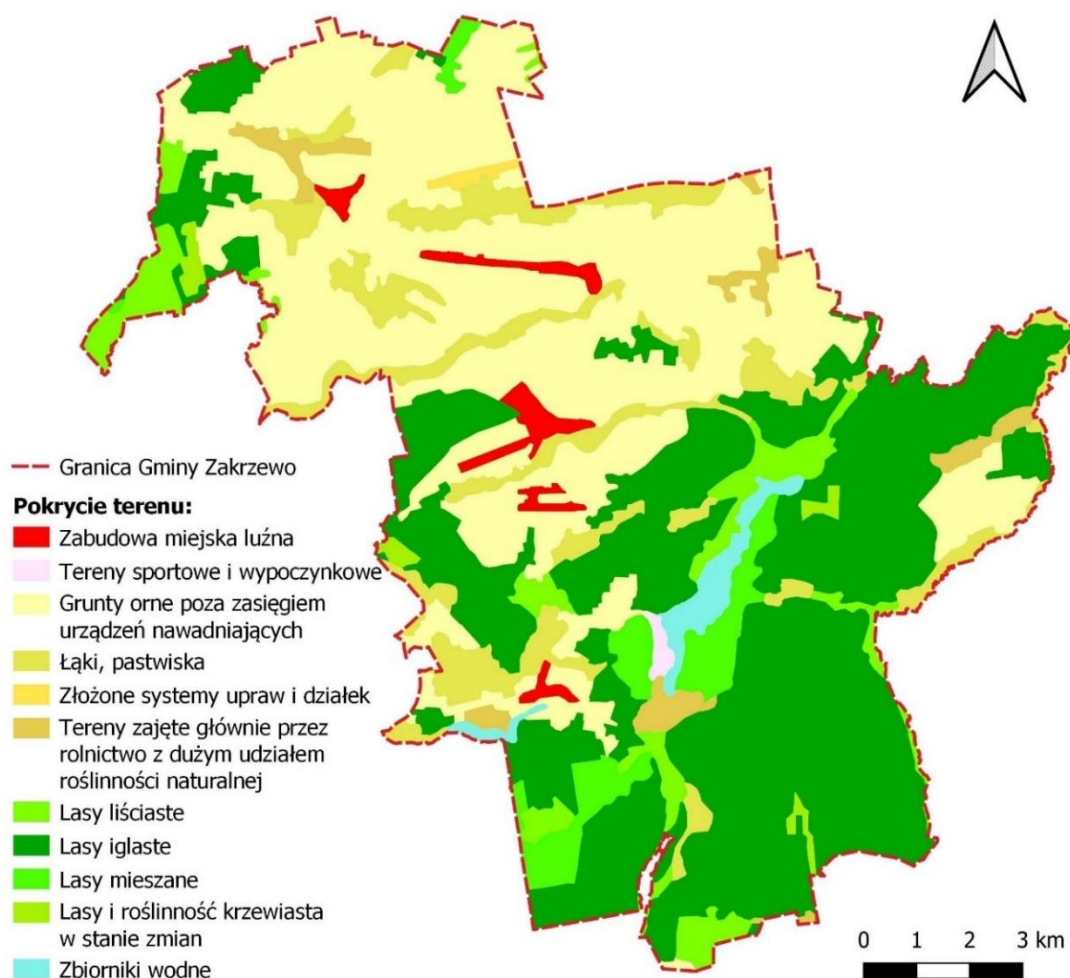 Granica Gminy Zakrzewo
Pokrycie terenu:
Zabudowa miejska luźna
Tereny sportowe i wypoczynkowe
Grunty orne poza zasięgiem
urządzeń nawadniających
Łąki, pastwiska
Złożone systemy upraw i działek
Tereny zajęte głównie przez
rolnictwo z dużym udziałem
roślinności naturalnej
Lasy liściaste
Lasy iglaste
Lasy mieszane
Lasy i roślinność krzewiasta
w stanie zmian
Zbiorniki wodne
0 1 2 3 km